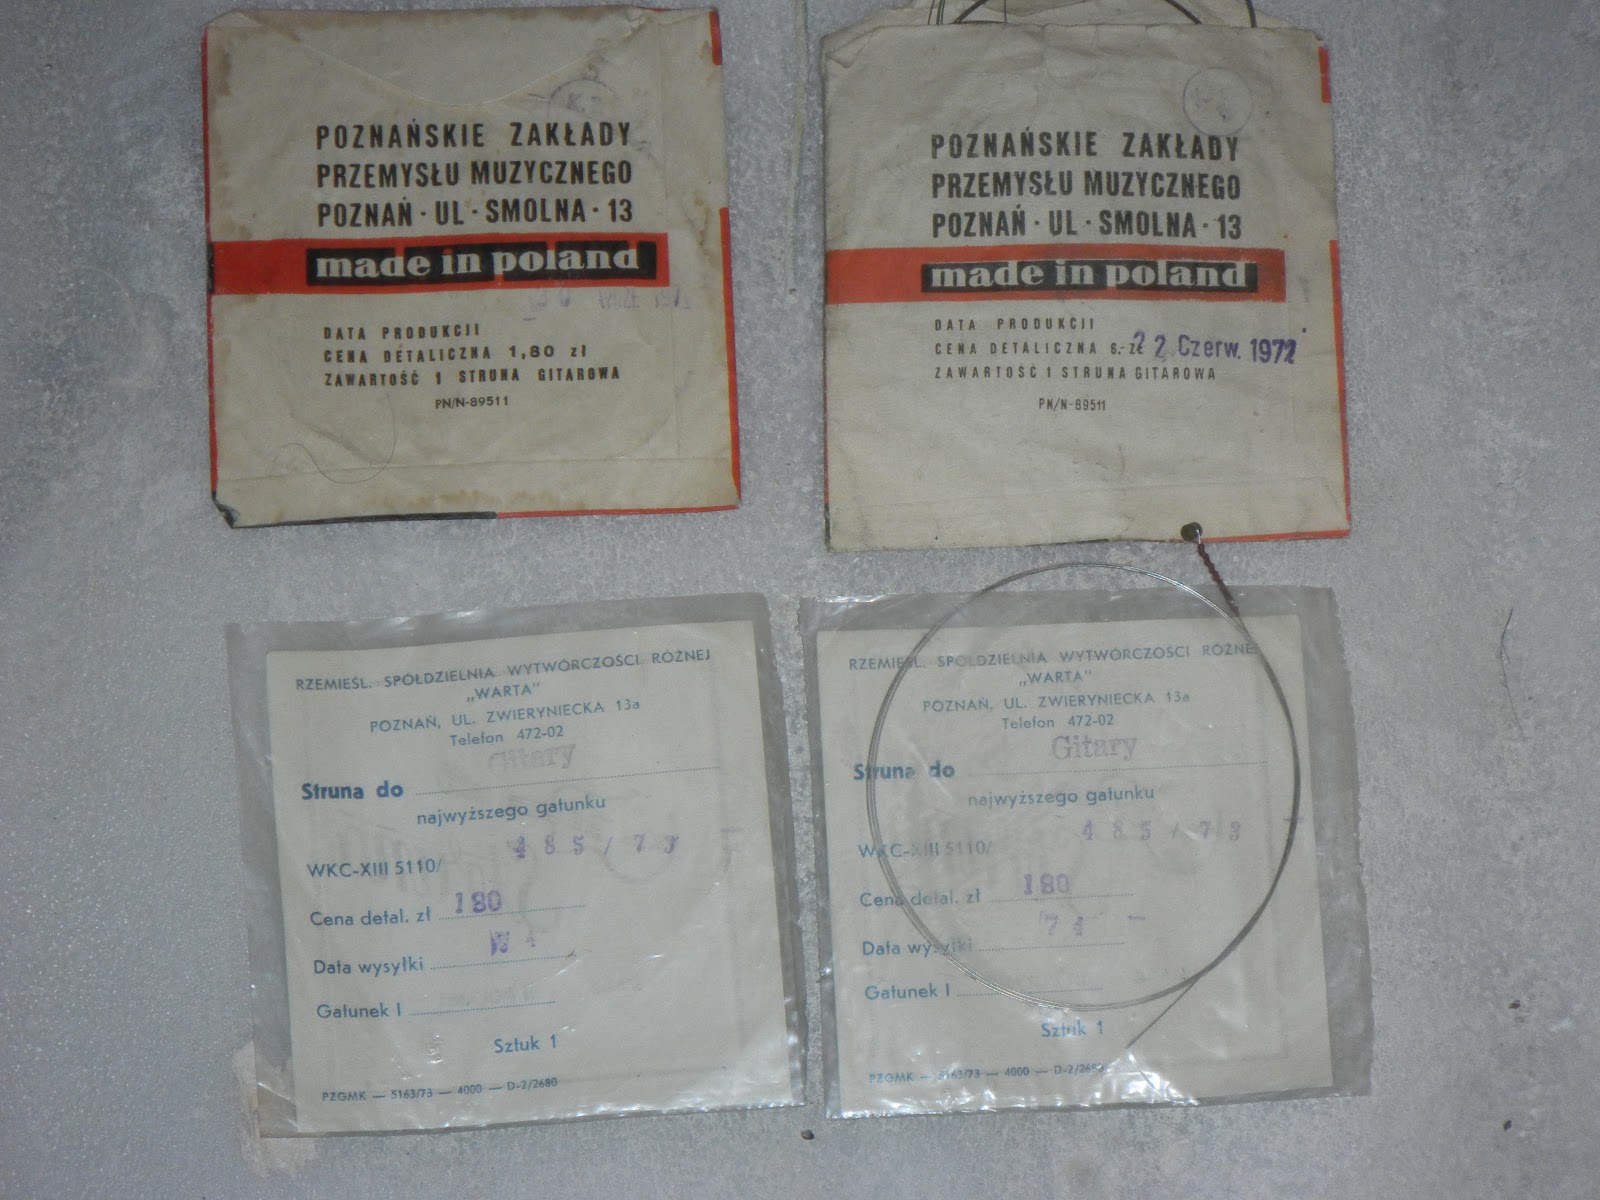 POZNAŃSKIE ZAKŁADY
PRZEMYSŁU MUZYCZNEGO
POZNAŃ · UL · SMOLNA · 13
made in poland
DATA PRODUKCJI
CENA DETALICZNA 1,80 zł
ZAWARTOŚĆ 1 STRUNA GITAROWA
PN/N-89511
POZNAŃSKIE ZAKŁADY
PRZEMYSŁU MUZYCZNEGO
POZNAŃ · UL · SMOLNA · 13
made in poland
DATA PRODUKCJI
CENA DETALICZNA 6.- zł 22 Czerw. 1972
ZAWARTOŚĆ 1 STRUNA GITAROWA
PN/N-89511
RZEMIEŚL. SPÓŁDZIELNIA WYTWÓRCZOŚCI RÓŻNEJ
„WARTA"
POZNAŃ, UL. ZWIERYNIECKA 13a
Telefon 472-02
Gitary
Struna do
najwyższego gatunku
485/73
WKC-XIII 5110/
Cena detal. zł 180
Data wysyłki
Gatunek I
Sztuk 1
PZGMK — 5163/73 — 4000 — D-2/2680
RZEMIEŚL. SPÓŁDZIELNIA WYTWÓRCZOŚCI RÓŻNEJ
„WARTA"
POZNAŃ, UL. ZWIERYNIECKA 13a
Telefon 472-02
Gitary
Struna do
najwyższego gatunku
485/73
WKC-XIII 5110/
Cena detal. zł 180
Data wysyłki
Gatunek I
Sztuk 1
PZGMK — 5163/73 — 4000 — D-2/2680